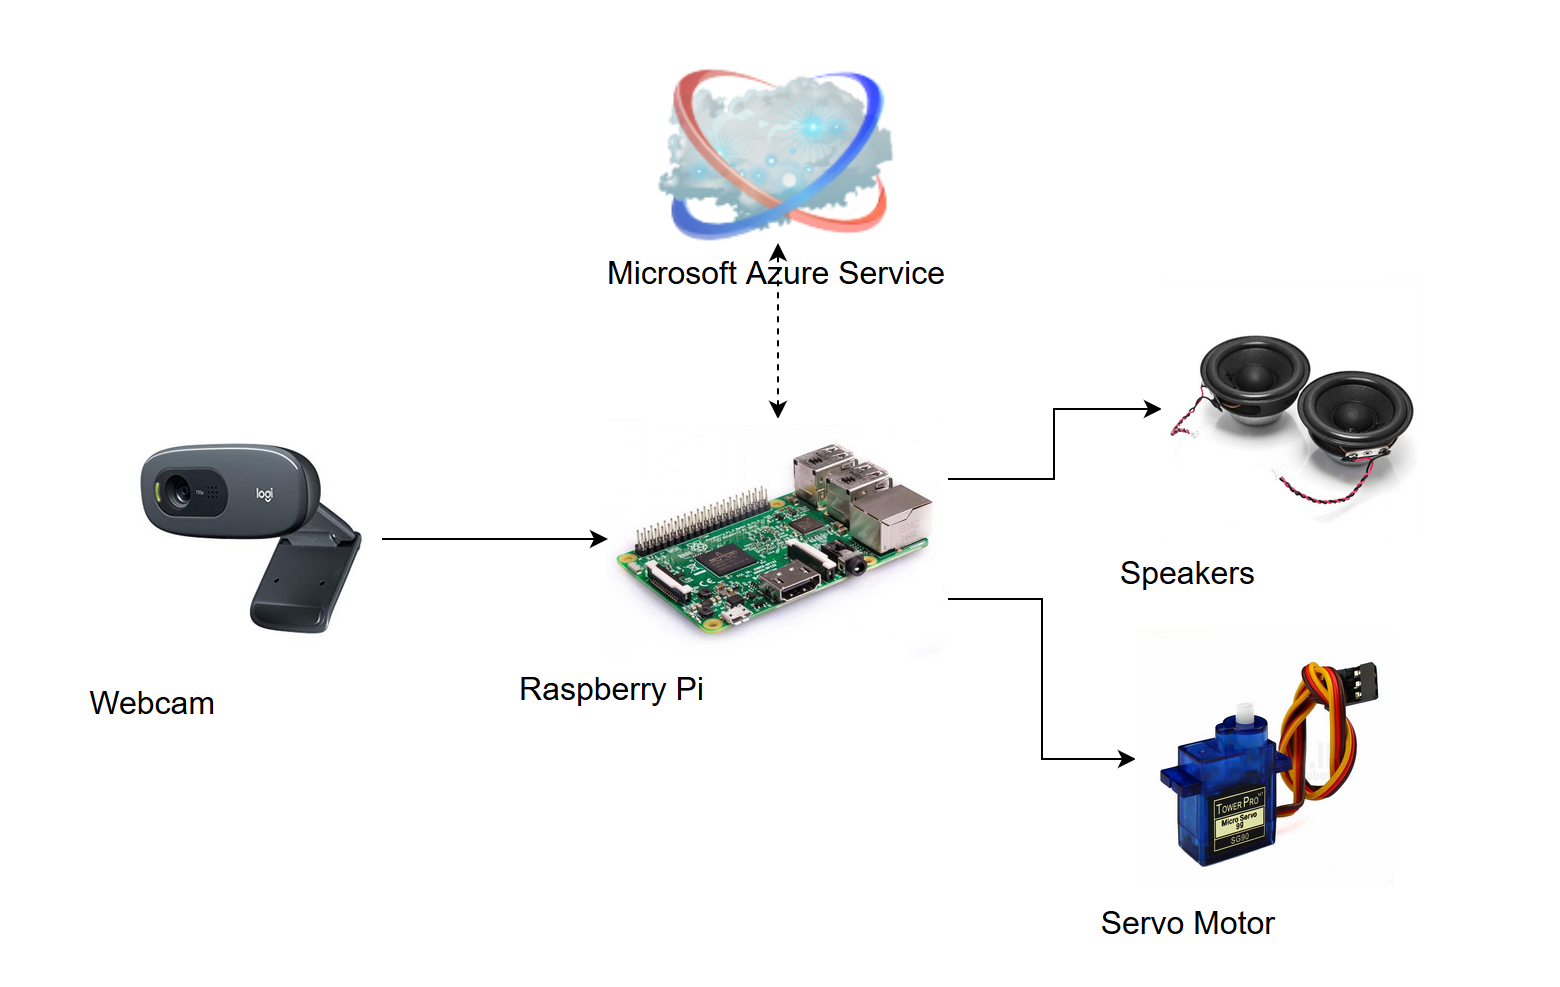 Microsoft Azure Service
logi
Speakers
Raspberry Pi
Webcam
TOWER PRO
Micro Servo
9g
SG90
Servo Motor